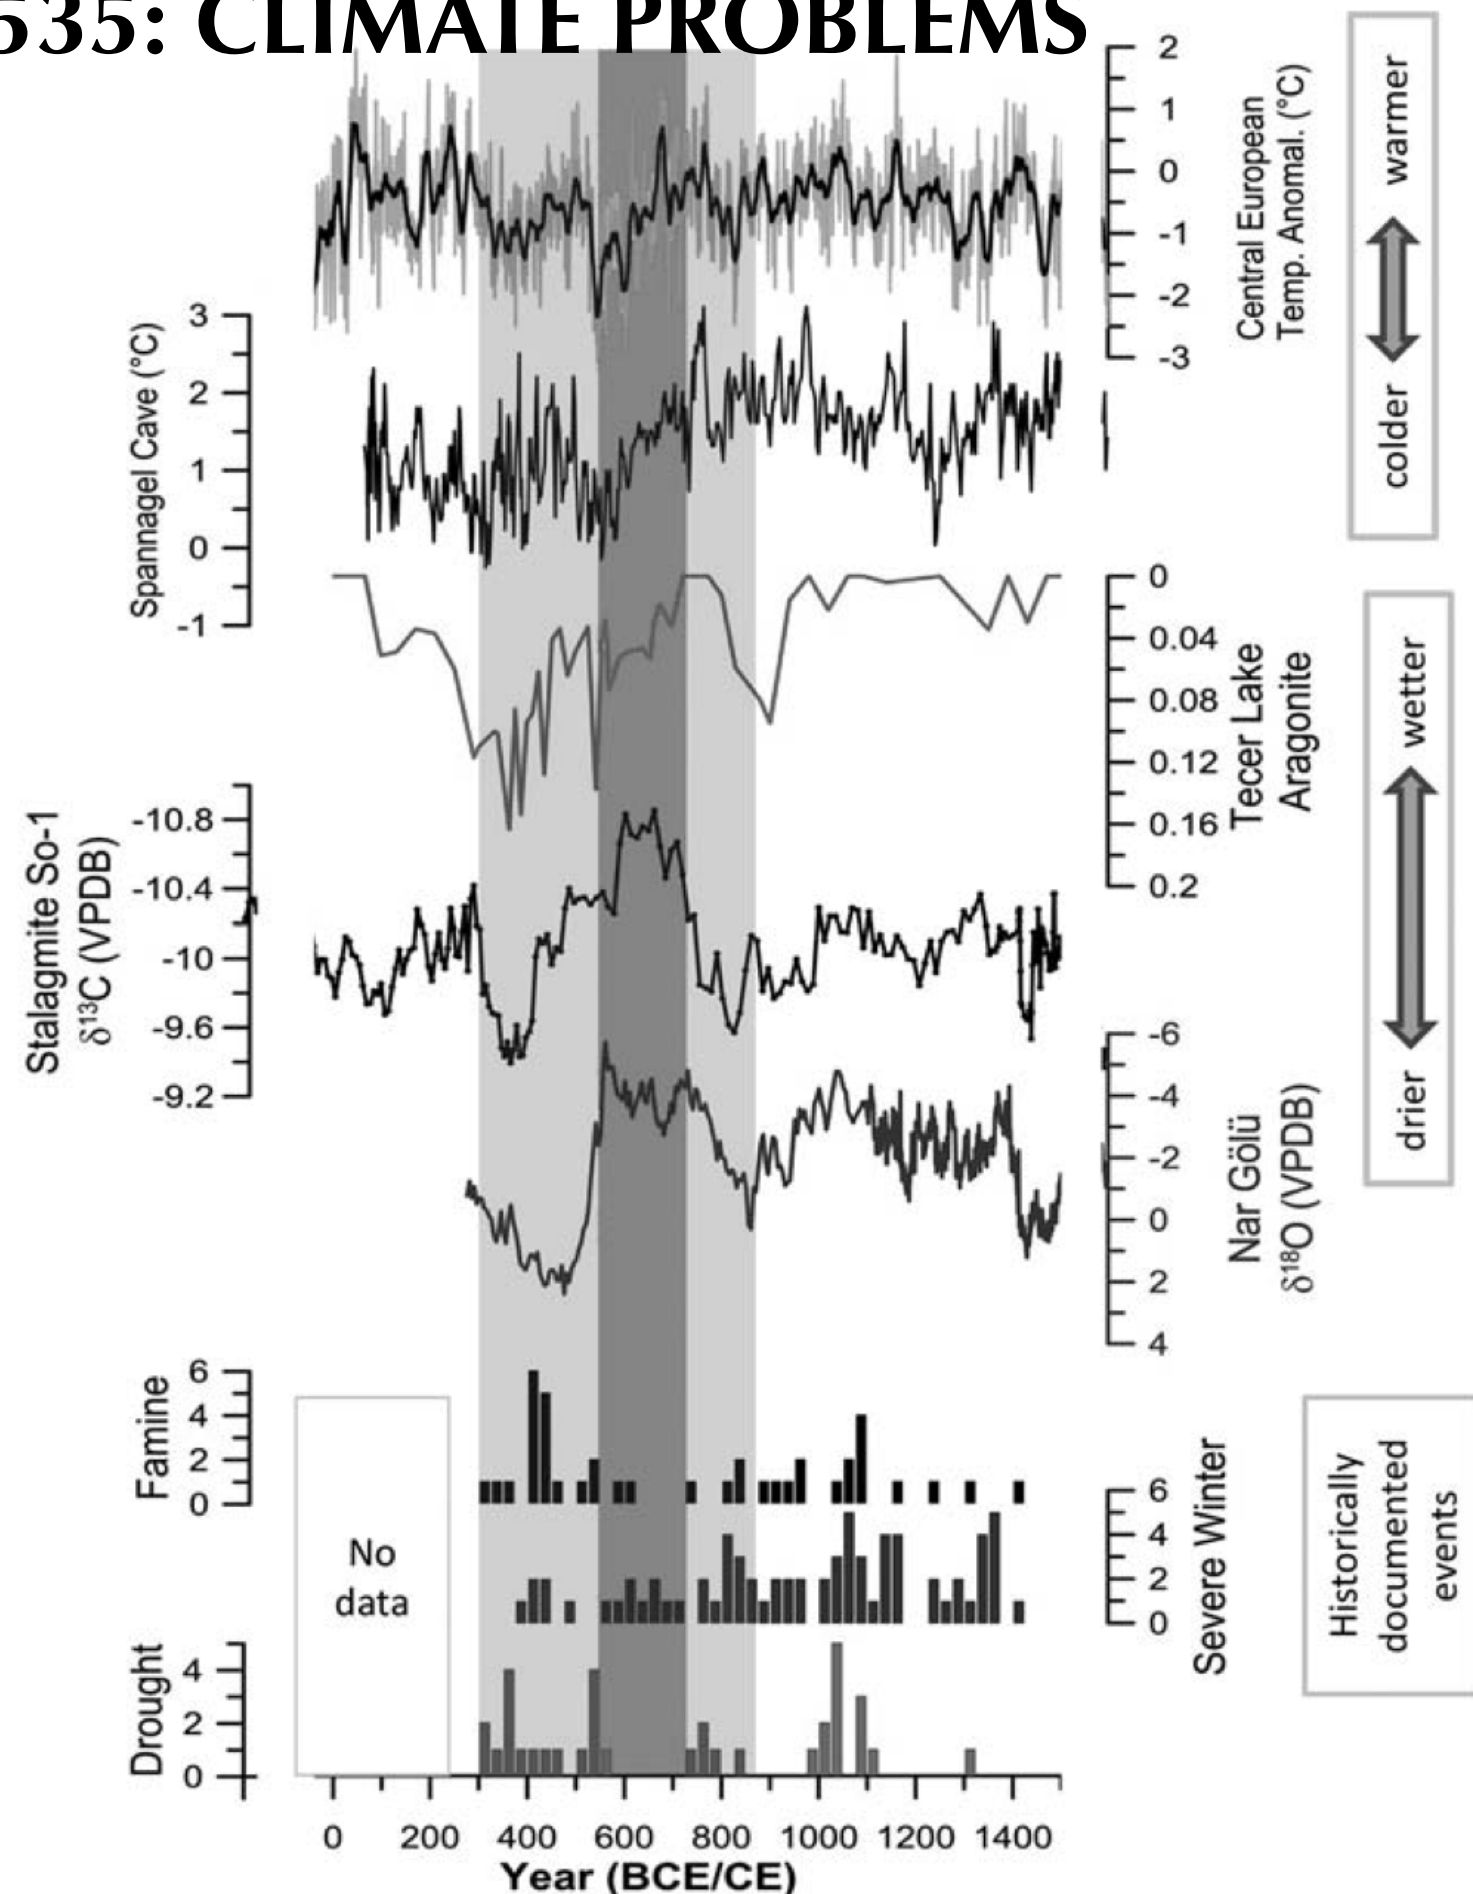 535: CLIMATE PROBLEMS
2
1
0
-1
-2
-3
Central European
Temp. Anomal. (°C)
warmer
colder
3
2
1
0
-1
Spannagel Cave (°C)
0
0.04
0.08
0.12
0.16
0.2
Tecer Lake
Aragonite
wetter
drier
-10.8
-10.4
-10
-9.6
-9.2
Stalagmite So-1
δ13C (VPDB)
-6
-4
-2
0
2
4
Nar Gölü
δ18O (VPDB)
6
4
2
0
Famine
No
data
6
4
2
0
Severe Winter
Historically
documented
events
4
2
0
Drought
0 200 400 600 800 1000 1200 1400
Year (BCE/CE)